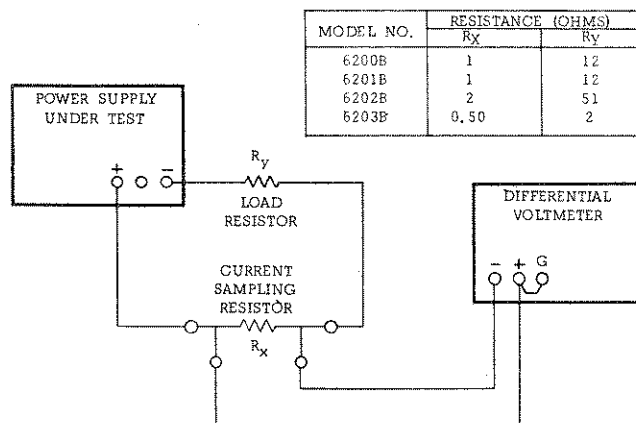 RESISTANCE (OHMS)
MODEL NO. RX Ry
6200B 1 12
6201B 1 12
6202B 2 51
6203B 0.50 2
POWER SUPPLY
UNDER TEST
+ −
Ry
LOAD
RESISTOR
DIFFERENTIAL
VOLTMETER
− + G
CURRENT
SAMPLING
RESISTOR
Rx